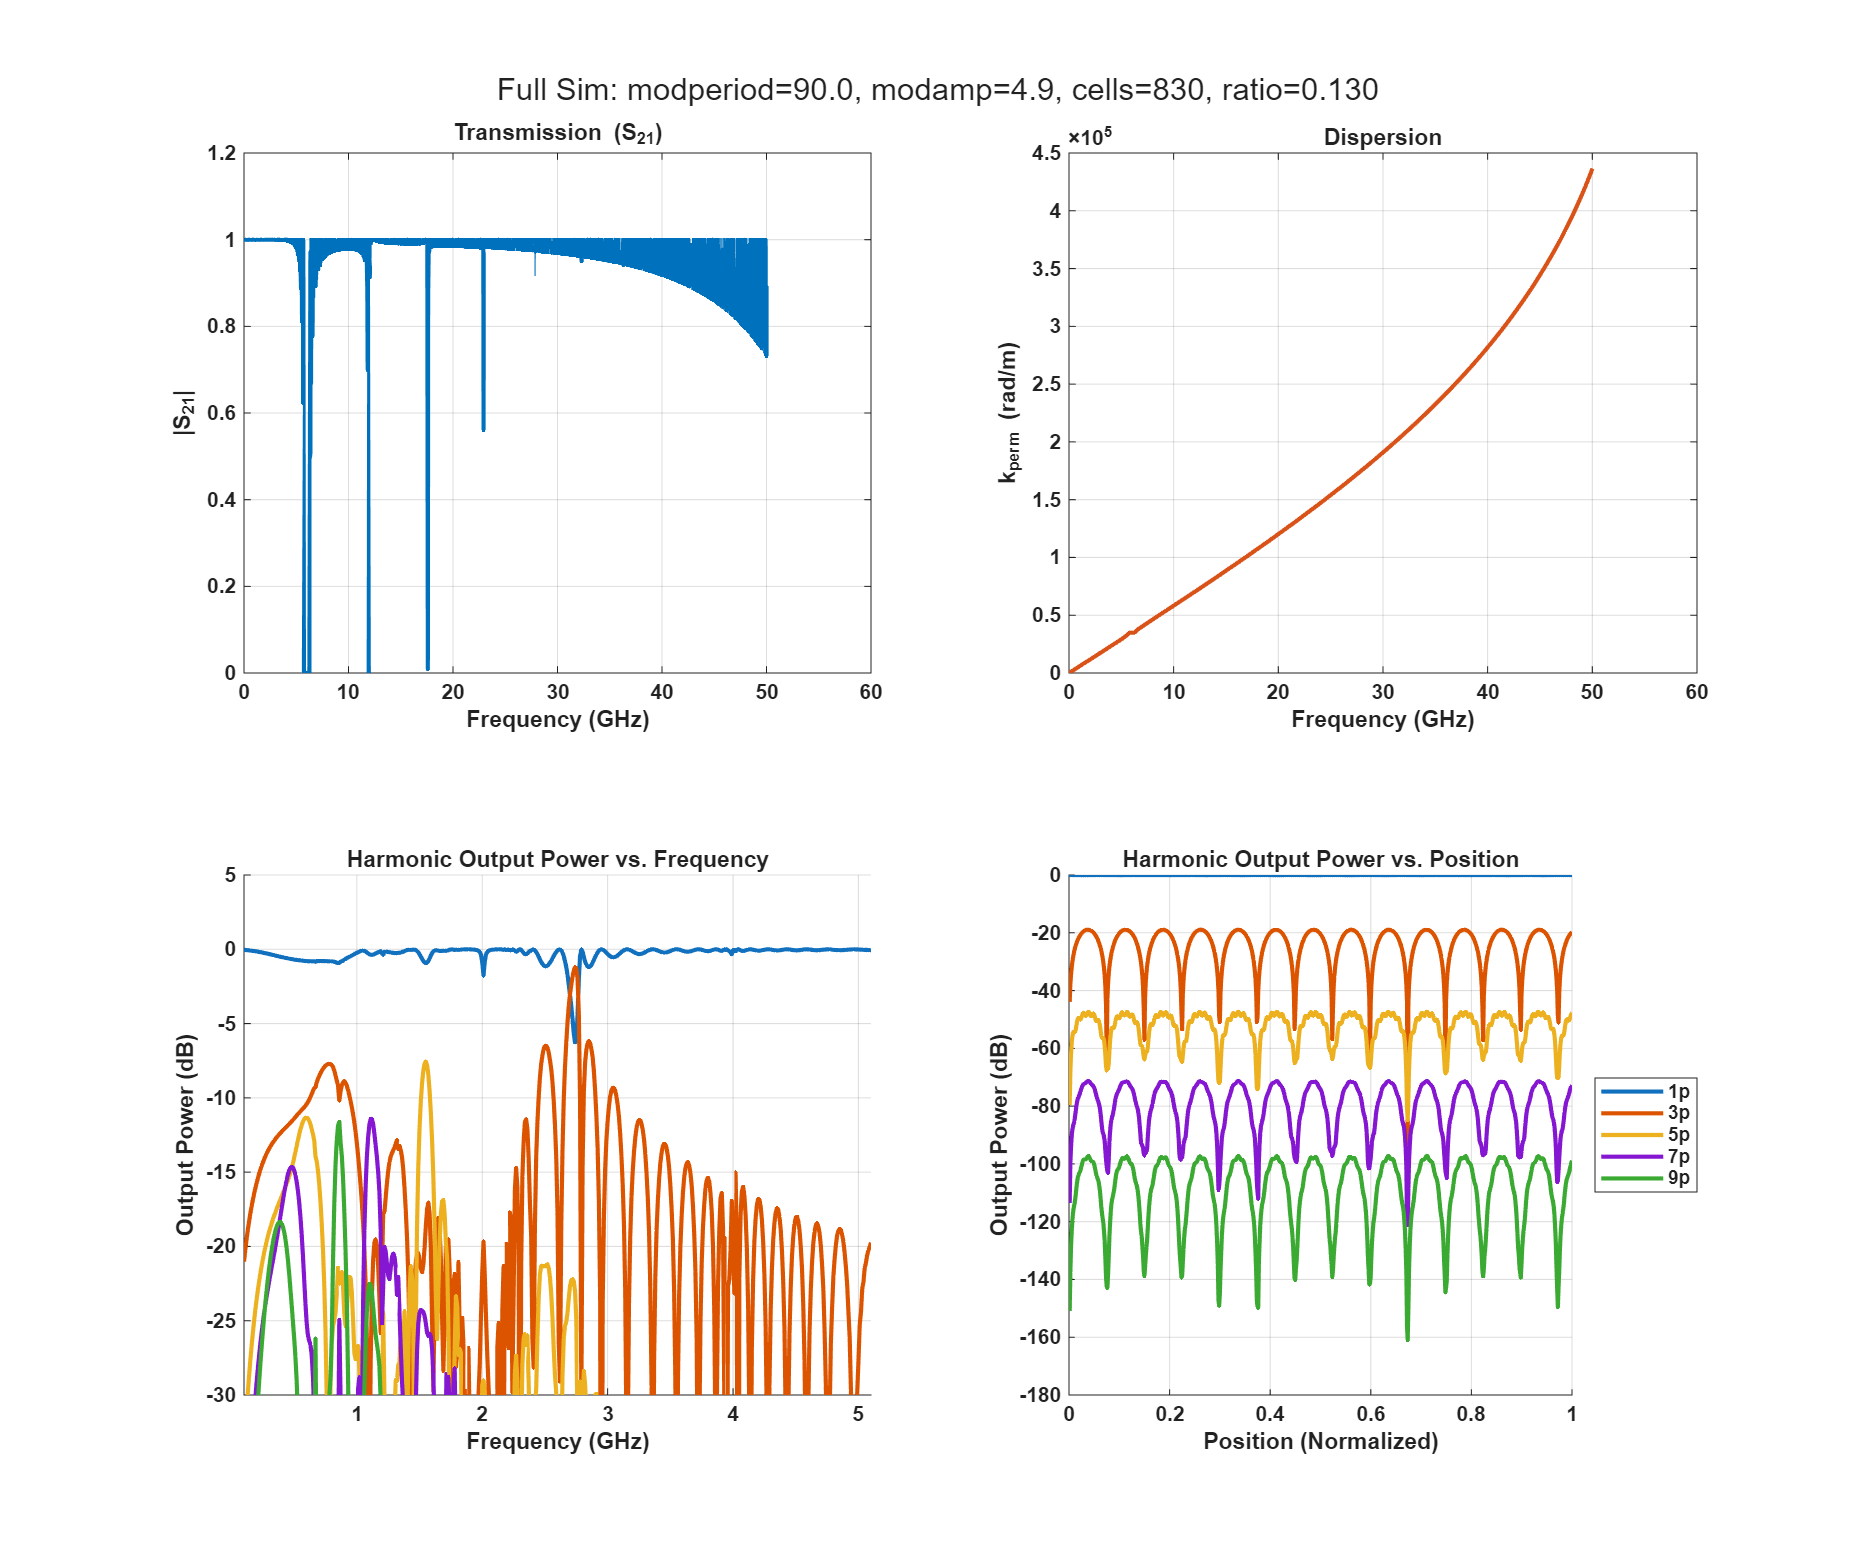 Full Sim: modperiod=90.0, modamp=4.9, cells=830, ratio=0.130
Transmission (S21)
1.2
1
0.8
0.6
0.4
0.2
0
0 10 20 30 40 50 60
Frequency (GHz)
|S21|
Dispersion
×10^5
4.5
4
3.5
3
2.5
2
1.5
1
0.5
0
0 10 20 30 40 50 60
Frequency (GHz)
kperm (rad/m)
Harmonic Output Power vs. Frequency
5
0
-5
-10
-15
-20
-25
-30
1 2 3 4 5
Frequency (GHz)
Output Power (dB)
Harmonic Output Power vs. Position
0
-20
-40
-60
-80
-100
-120
-140
-160
-180
0 0.2 0.4 0.6 0.8 1
Position (Normalized)
Output Power (dB)
1p
3p
5p
7p
9p